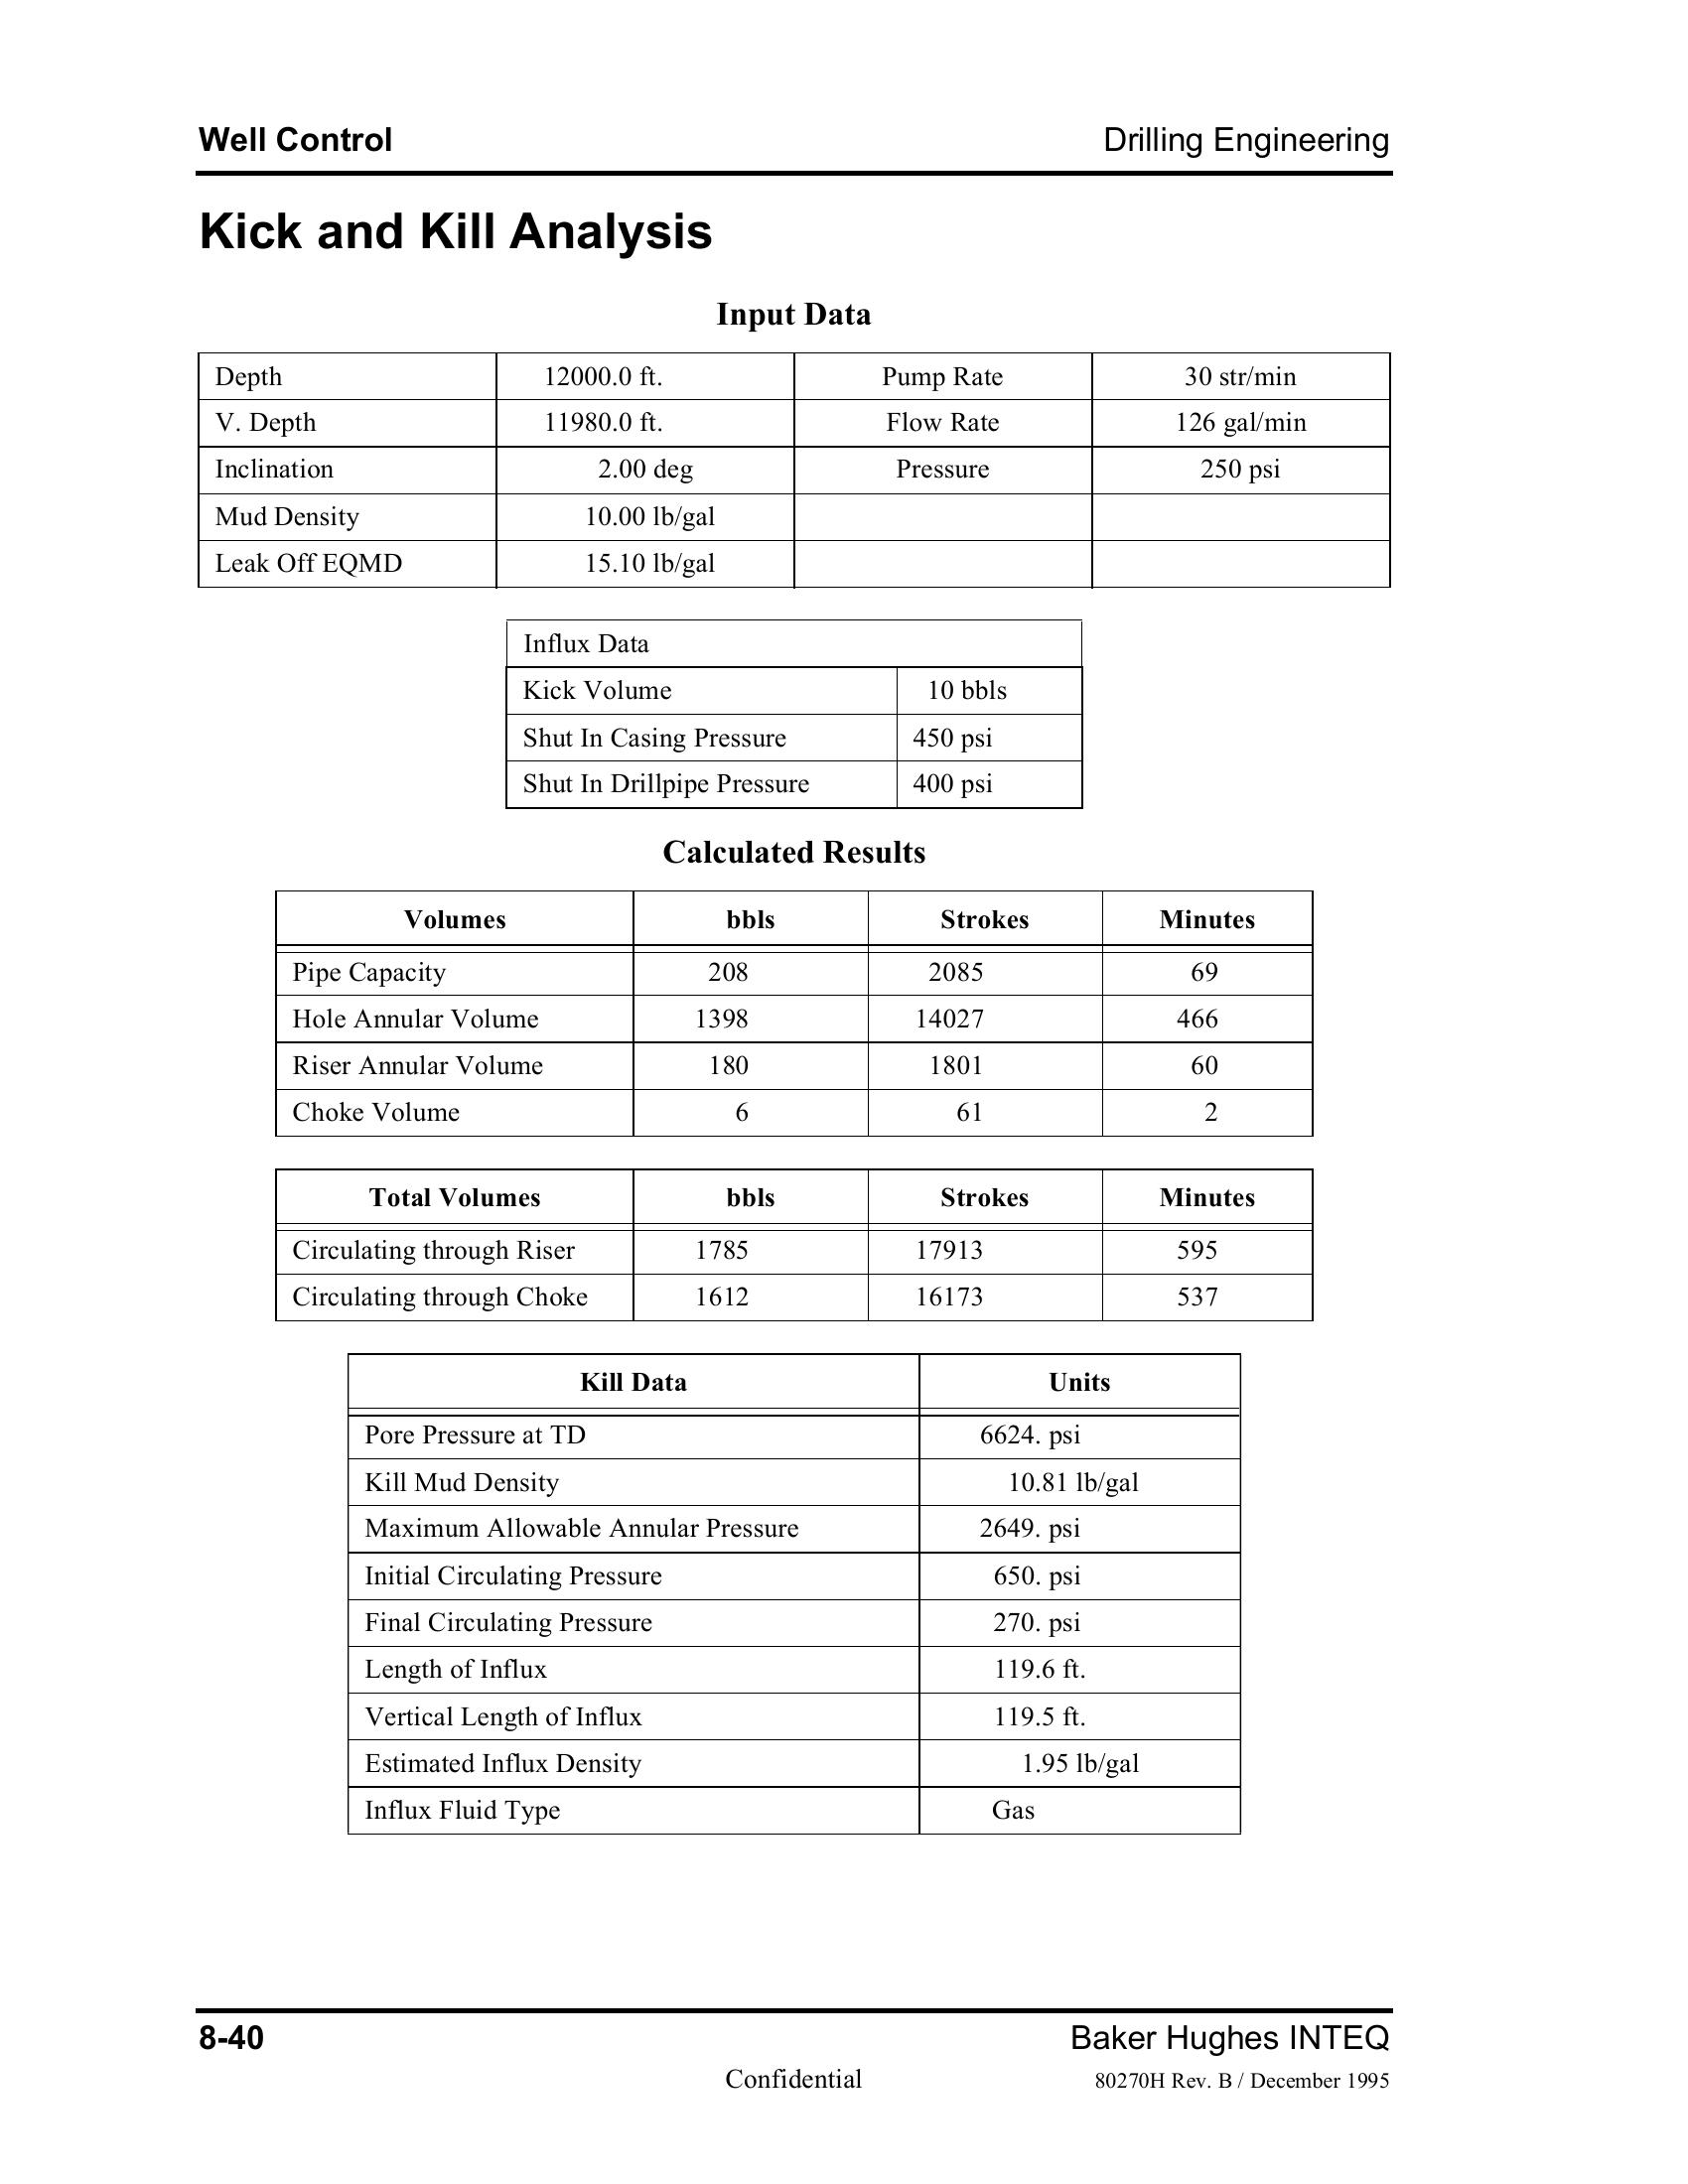 Well Control Drilling Engineering
Kick and Kill Analysis
Input Data
Depth 12000.0 ft. Pump Rate 30 str/min
V. Depth 11980.0 ft. Flow Rate 126 gal/min
Inclination 2.00 deg Pressure 250 psi
Mud Density 10.00 lb/gal
Leak Off EQMD 15.10 lb/gal
Influx Data
Kick Volume 10 bbls
Shut In Casing Pressure 450 psi
Shut In Drillpipe Pressure 400 psi
Calculated Results
Volumes bbls Strokes Minutes
Pipe Capacity 208 2085 69
Hole Annular Volume 1398 14027 466
Riser Annular Volume 180 1801 60
Choke Volume 6 61 2
Total Volumes bbls Strokes Minutes
Circulating through Riser 1785 17913 595
Circulating through Choke 1612 16173 537
Kill Data Units
Pore Pressure at TD 6624. psi
Kill Mud Density 10.81 lb/gal
Maximum Allowable Annular Pressure 2649. psi
Initial Circulating Pressure 650. psi
Final Circulating Pressure 270. psi
Length of Influx 119.6 ft.
Vertical Length of Influx 119.5 ft.
Estimated Influx Density 1.95 lb/gal
Influx Fluid Type Gas
8-40 Baker Hughes INTEQ
Confidential 80270H Rev. B / December 1995